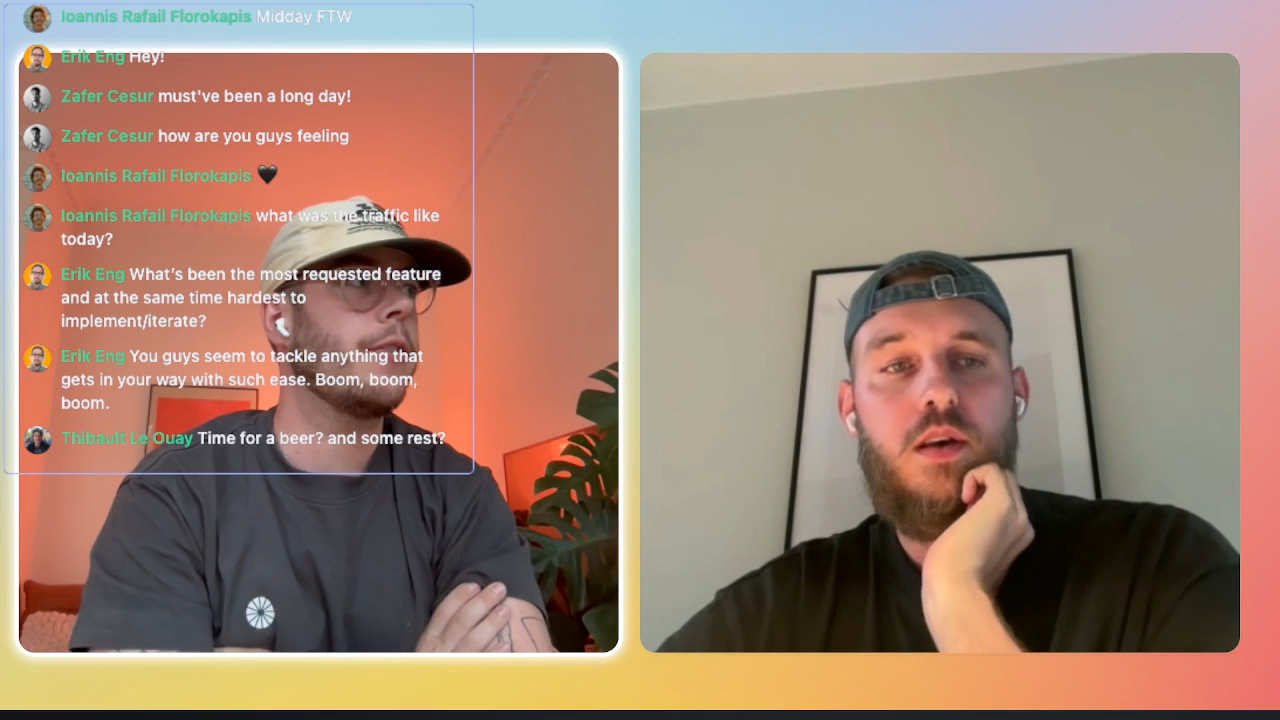 Ioannis Rafail Florokapis Midday FTW
Erik Eng Hey!
Zafer Cesur must've been a long day!
Zafer Cesur how are you guys feeling
Ioannis Rafail Florokapis 🖤
Ioannis Rafail Florokapis what was the traffic like
today?
Erik Eng What's been the most requested feature
and at the same time hardest to
implement/iterate?
Erik Eng You guys seem to tackle anything that
gets in your way with such ease. Boom, boom,
boom.
Thibault Le Ouay Time for a beer? and some rest?